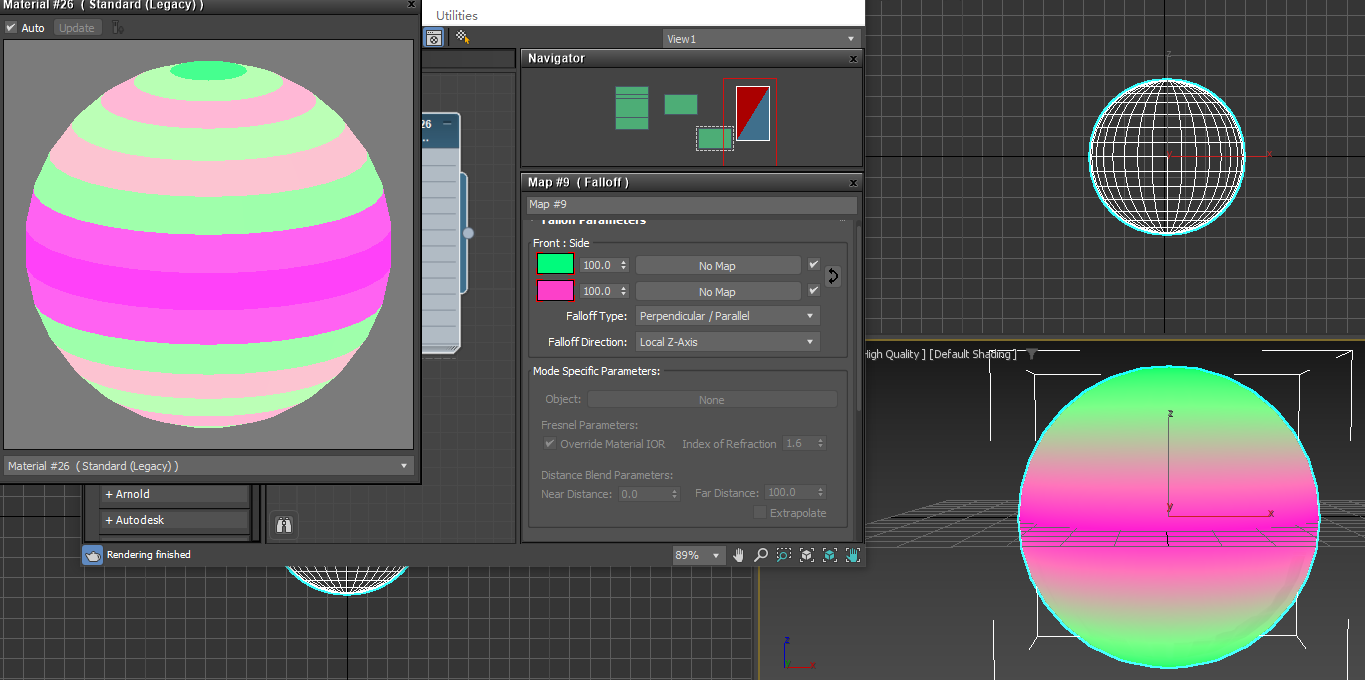 Material #26 ( Standard (Legacy) )
Auto
Update
Utilities
View1
Navigator
26
Map #9 ( Falloff )
Map #9
Falloff Parameters
Front : Side
100.0
No Map
100.0
No Map
Falloff Type:
Perpendicular / Parallel
Falloff Direction:
Local Z-Axis
Mode Specific Parameters:
Object:
None
Fresnel Parameters:
Override Material IOR
Index of Refraction
1.6
Distance Blend Parameters:
Near Distance:
0.0
Far Distance:
100.0
Extrapolate
Material #26 ( Standard (Legacy) )
+ Arnold
+ Autodesk
Rendering finished
89%
z
x
High Quality ] [Default Shading ]
z
y
x
z
x